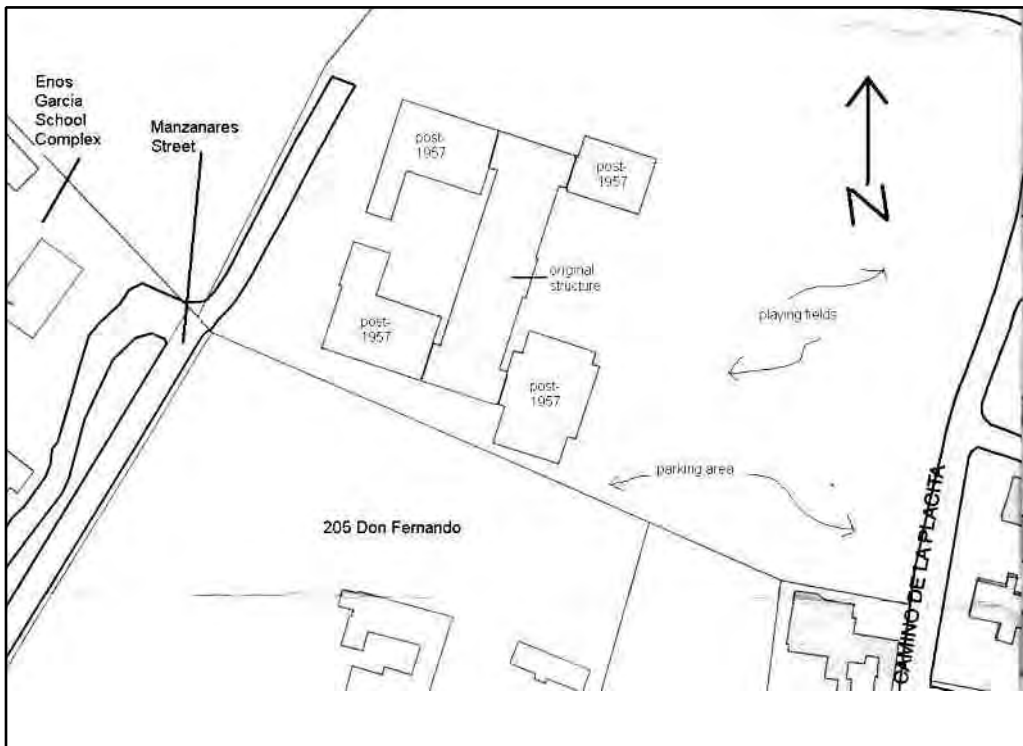 Enos
Garcia
School
Complex
Manzanares
Street
post-
1957
post-
1957
original
structure
post-
1957
playing fields
post-
1957
parking area
205 Don Fernando
CAMINO DE LA PLACITA
N